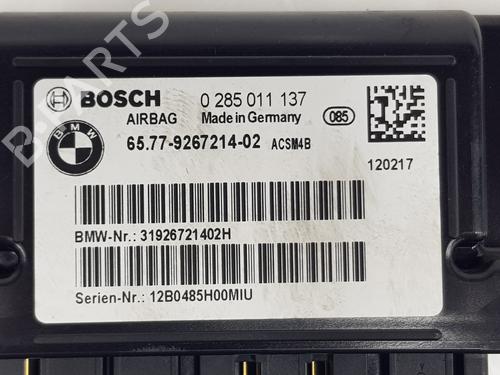 B PARTS
BOSCH 0 285 011 137
AIRBAG Made in Germany 085
BMW
65.77-9267214-02 ACSM4B
120217
BMW-Nr.: 31926721402H
Serien-Nr.: 12B0485H00MIU